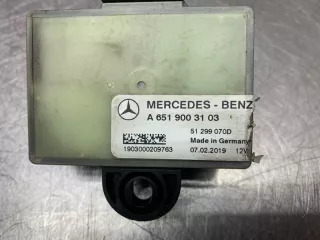 MERCEDES - BENZ
A 651 900 31 03
51 299 070D
Made in Germany
1903000209763
07.02.2019 12V